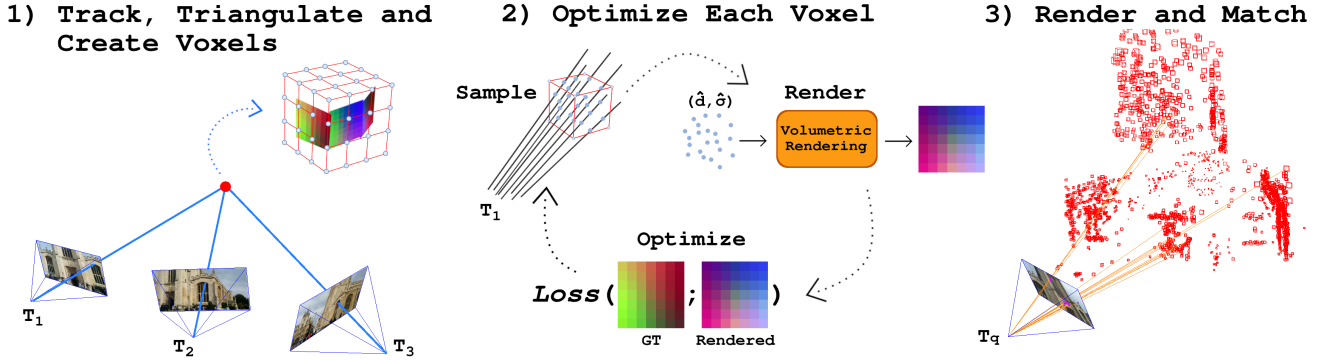 1) Track, Triangulate and
Create Voxels
T1
T2
T3
2) Optimize Each Voxel
Sample
T1
(d̂,σ̂)
Render
Volumetric
Rendering
Optimize
Loss(;)
GT Rendered
3) Render and Match
Tq